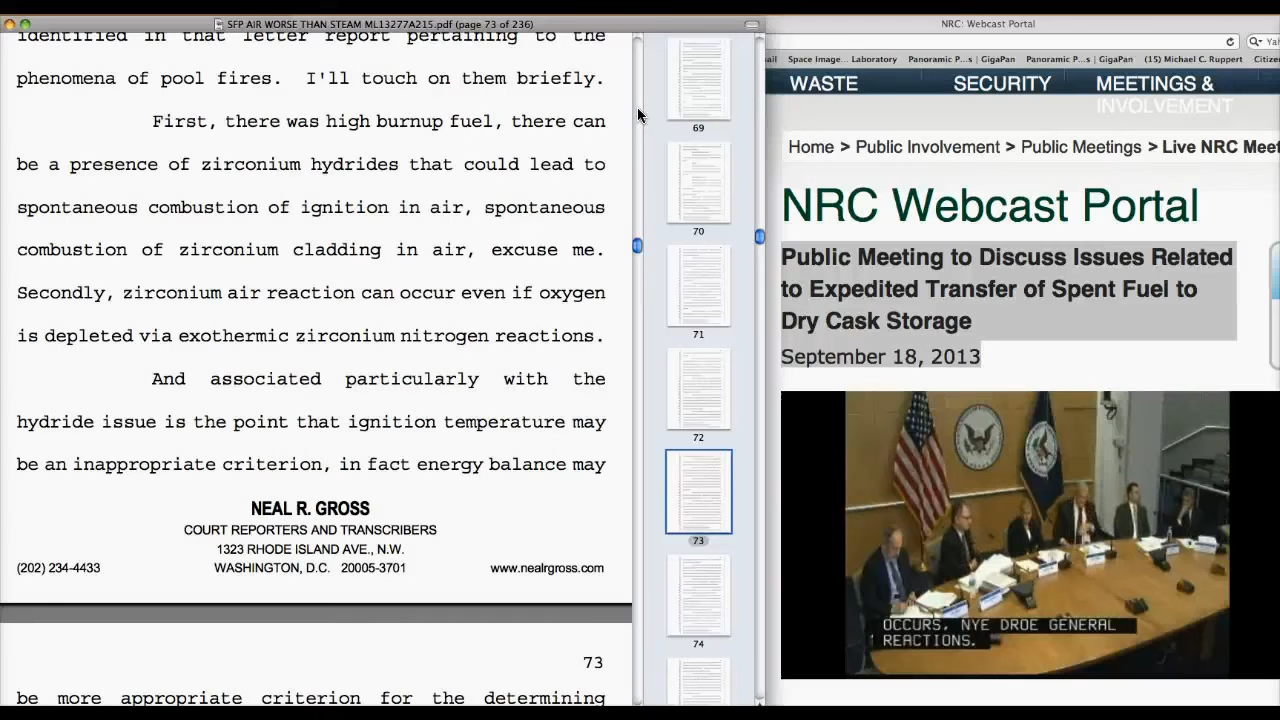 SFP AIR WORSE THAN STEAM ML13277A215.pdf (page 73 of 236)
identified in that letter report pertaining to the
phenomena of pool fires. I'll touch on them briefly.
First, there was high burnup fuel, there can
be a presence of zirconium hydrides that could lead to
spontaneous combustion of ignition in air, spontaneous
combustion of zirconium cladding in air, excuse me.
Secondly, zirconium air reaction can occur even if oxygen
is depleted via exothermic zirconium nitrogen reactions.
And associated particularly with the
hydride issue is the point that ignition temperature may
be an inappropriate criterion, in fact energy balance may
NEAL R. GROSS
COURT REPORTERS AND TRANSCRIBERS
1323 RHODE ISLAND AVE., N.W.
(202) 234-4433 WASHINGTON, D.C. 20005-3701 www.nealrgross.com
73
appropriate criterion for the determining
69
70
71
72
73
74
NRC: Webcast Portal
Space Imag... Laboratory Panoramic P...s | GigaPan Panoramic P...s | GigaPan (15) Michael C. Ruppert
WASTE SECURITY MEETINGS &
INVOLVEMENT
Home > Public Involvement > Public Meetings > Live NRC Meet
NRC Webcast Portal
Public Meeting to Discuss Issues Related
to Expedited Transfer of Spent Fuel to
Dry Cask Storage
September 18, 2013
OCCURS, NYE DROE GENERAL
REACTIONS.